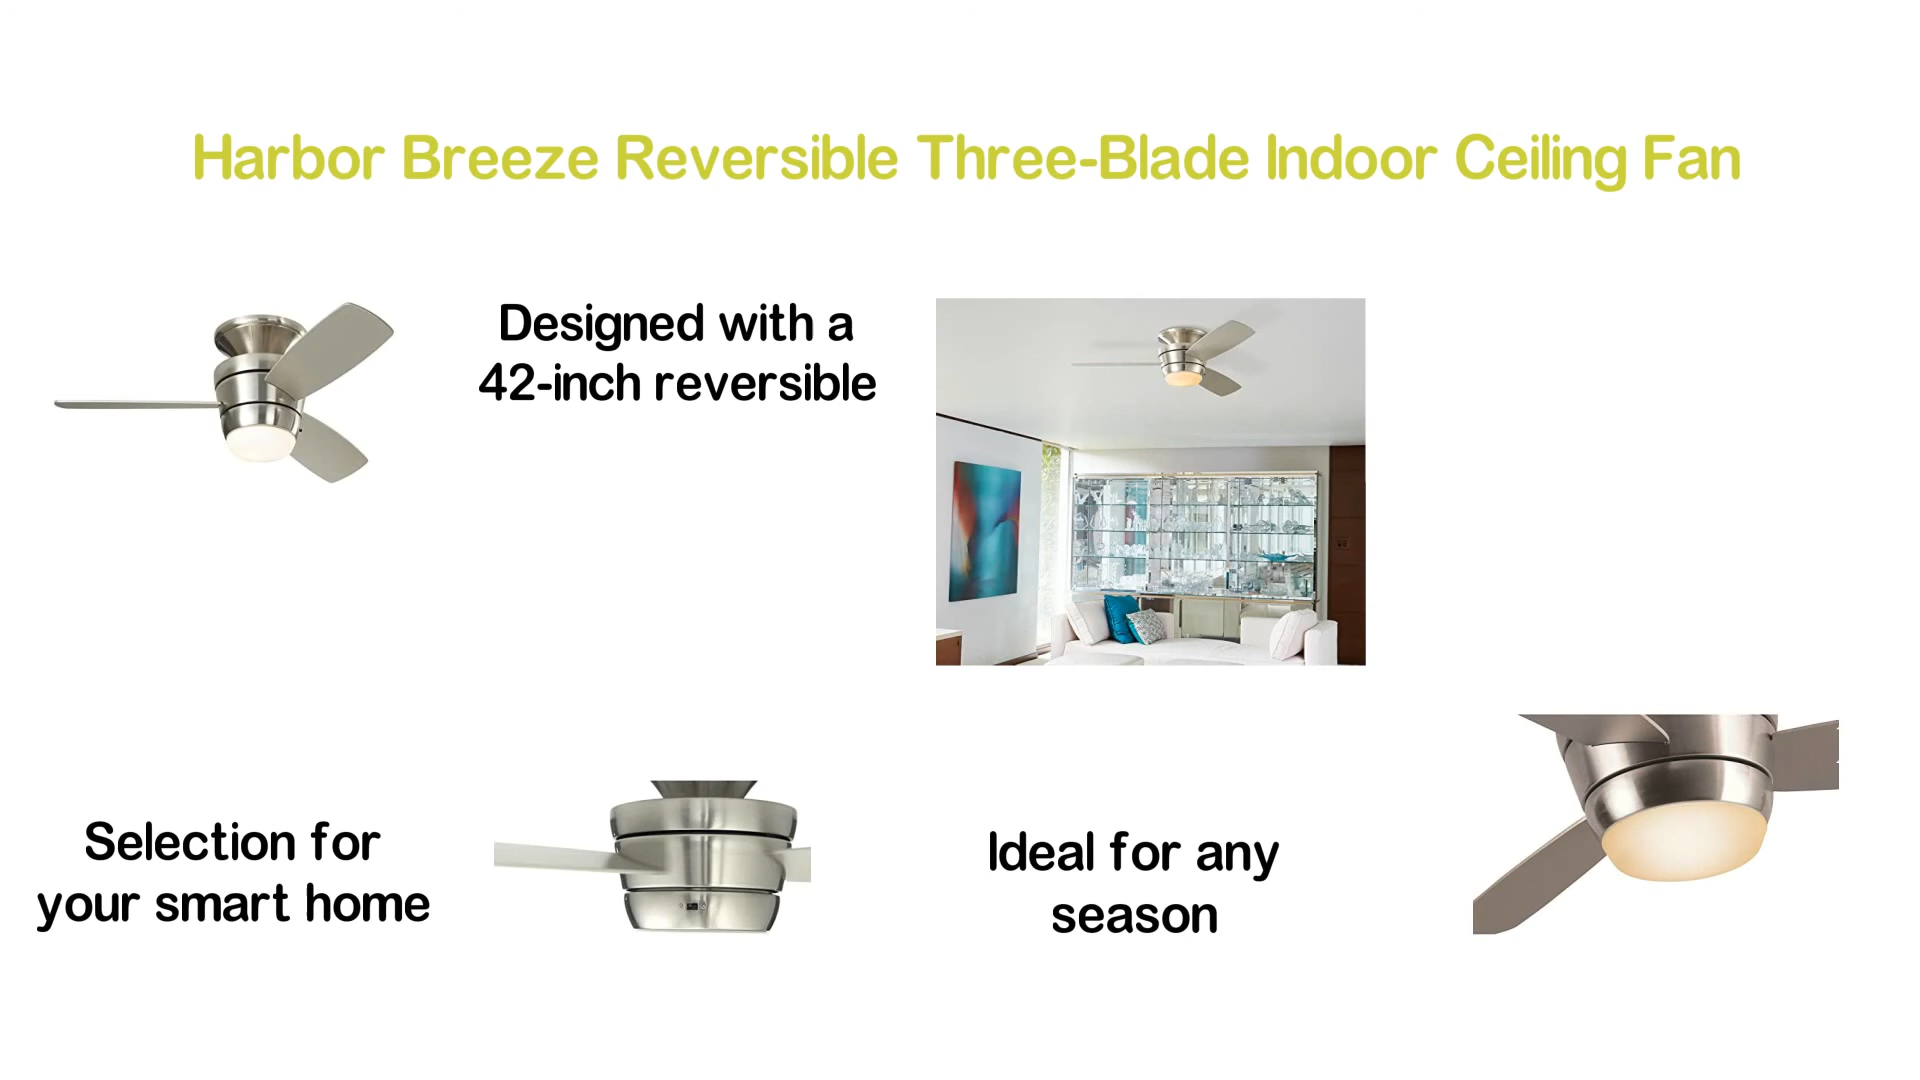 Harbor Breeze Reversible Three-Blade Indoor Ceiling Fan
Designed with a
42-inch reversible
Selection for
your smart home
Ideal for any
season